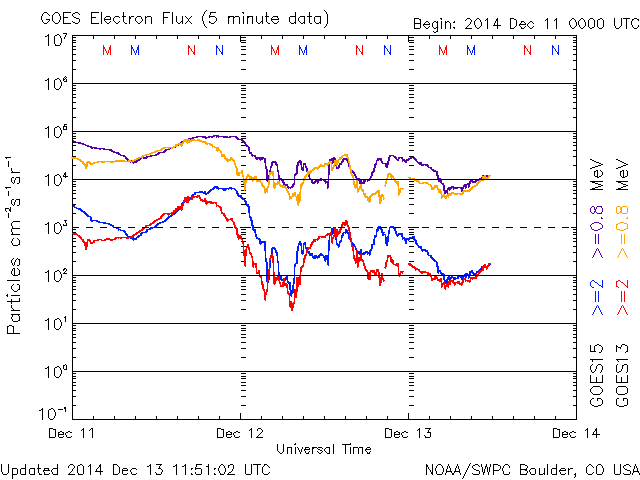 GOES Electron Flux (5 minute data)
Begin: 2014 Dec 11 0000 UTC
10⁷
M M N N M M N N M M N N
10⁶
10⁵
10⁴
10³
10²
10¹
10⁰
10⁻¹
Particles cm⁻²s⁻¹sr⁻¹
Dec 11 Dec 12 Dec 13 Dec 14
Universal Time
GOES15 >=2 >=0.8 MeV
GOES13 >=2 >=0.8 MeV
Updated 2014 Dec 13 11:51:02 UTC
NOAA/SWPC Boulder, CO USA